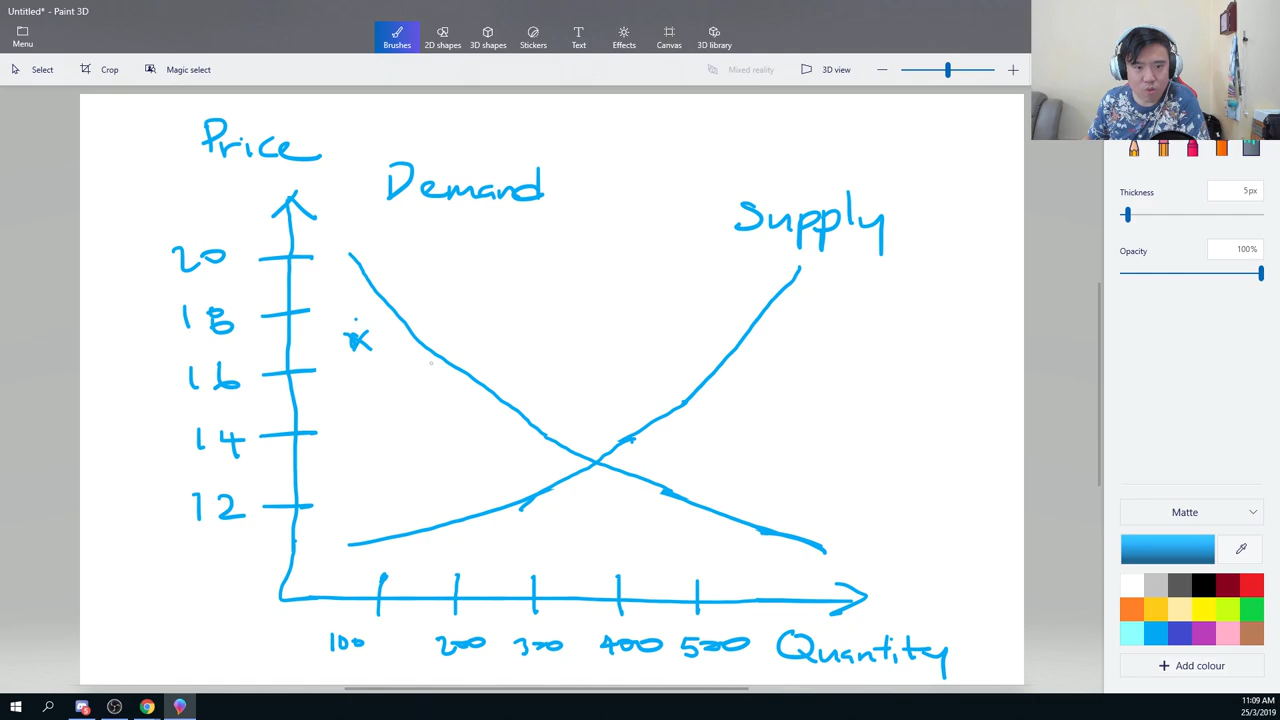 Untitled* - Paint 3D
Menu
Brushes
2D shapes
3D shapes
Stickers
Text
Effects
Canvas
3D library
Select
Crop
Magic select
Mixed reality
3D view
Price
Demand
Supply
20
18
16
14
12
100 200 300 400 500 Quantity
Thickness
5px
Opacity
100%
Matte
Add colour
11:09 AM
25/3/2019